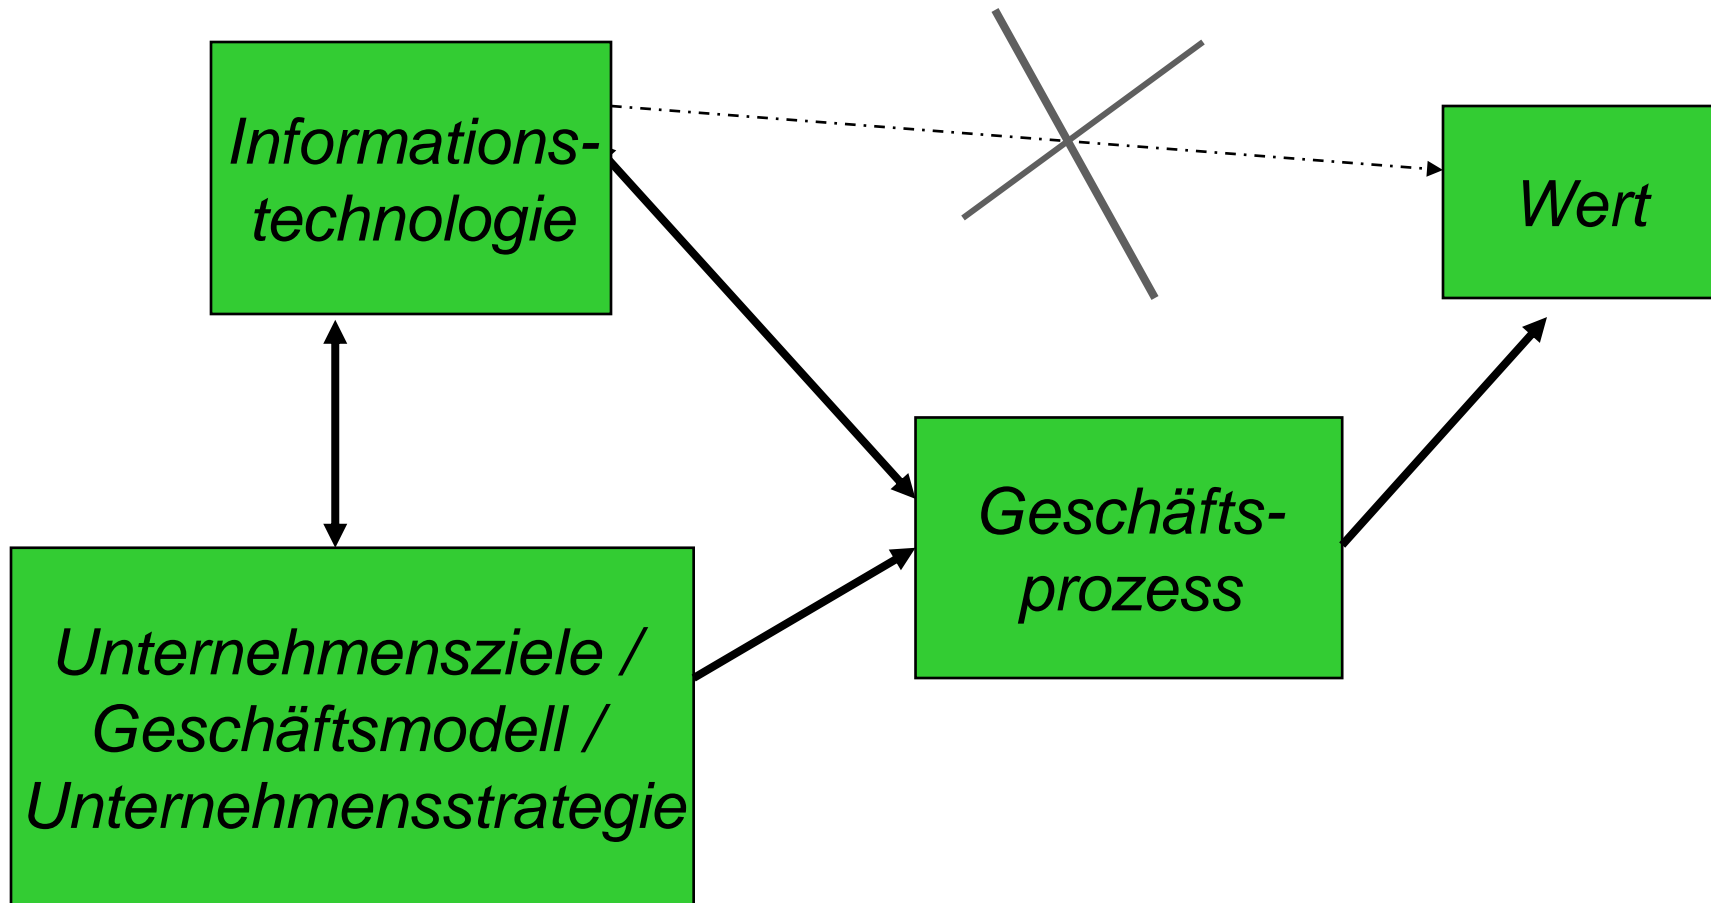 Informations-
technologie
Wert
Geschäfts-
prozess
Unternehmensziele /
Geschäftsmodell /
Unternehmensstrategie